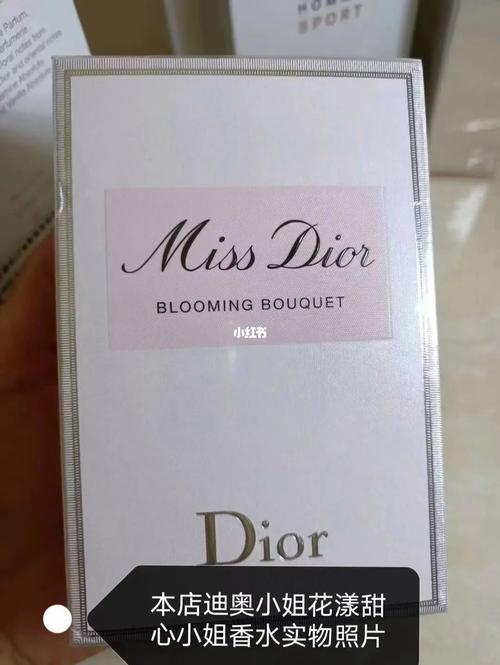 Parfum,
HOMME
SPORT
Miss Dior
BLOOMING BOUQUET
小红书
Dior
本店迪奥小姐花漾甜
心小姐香水实物照片